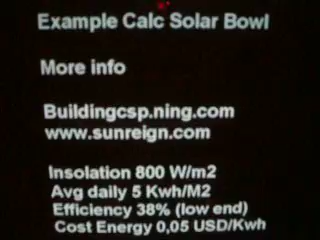 Example Calc Solar Bowl
More info
Buildingcsp.ning.com
www.sunreign.com
Insolation 800 W/m2
Avg daily 5 Kwh/M2
Efficiency 38% (low end)
Cost Energy 0,05 USD/Kwh